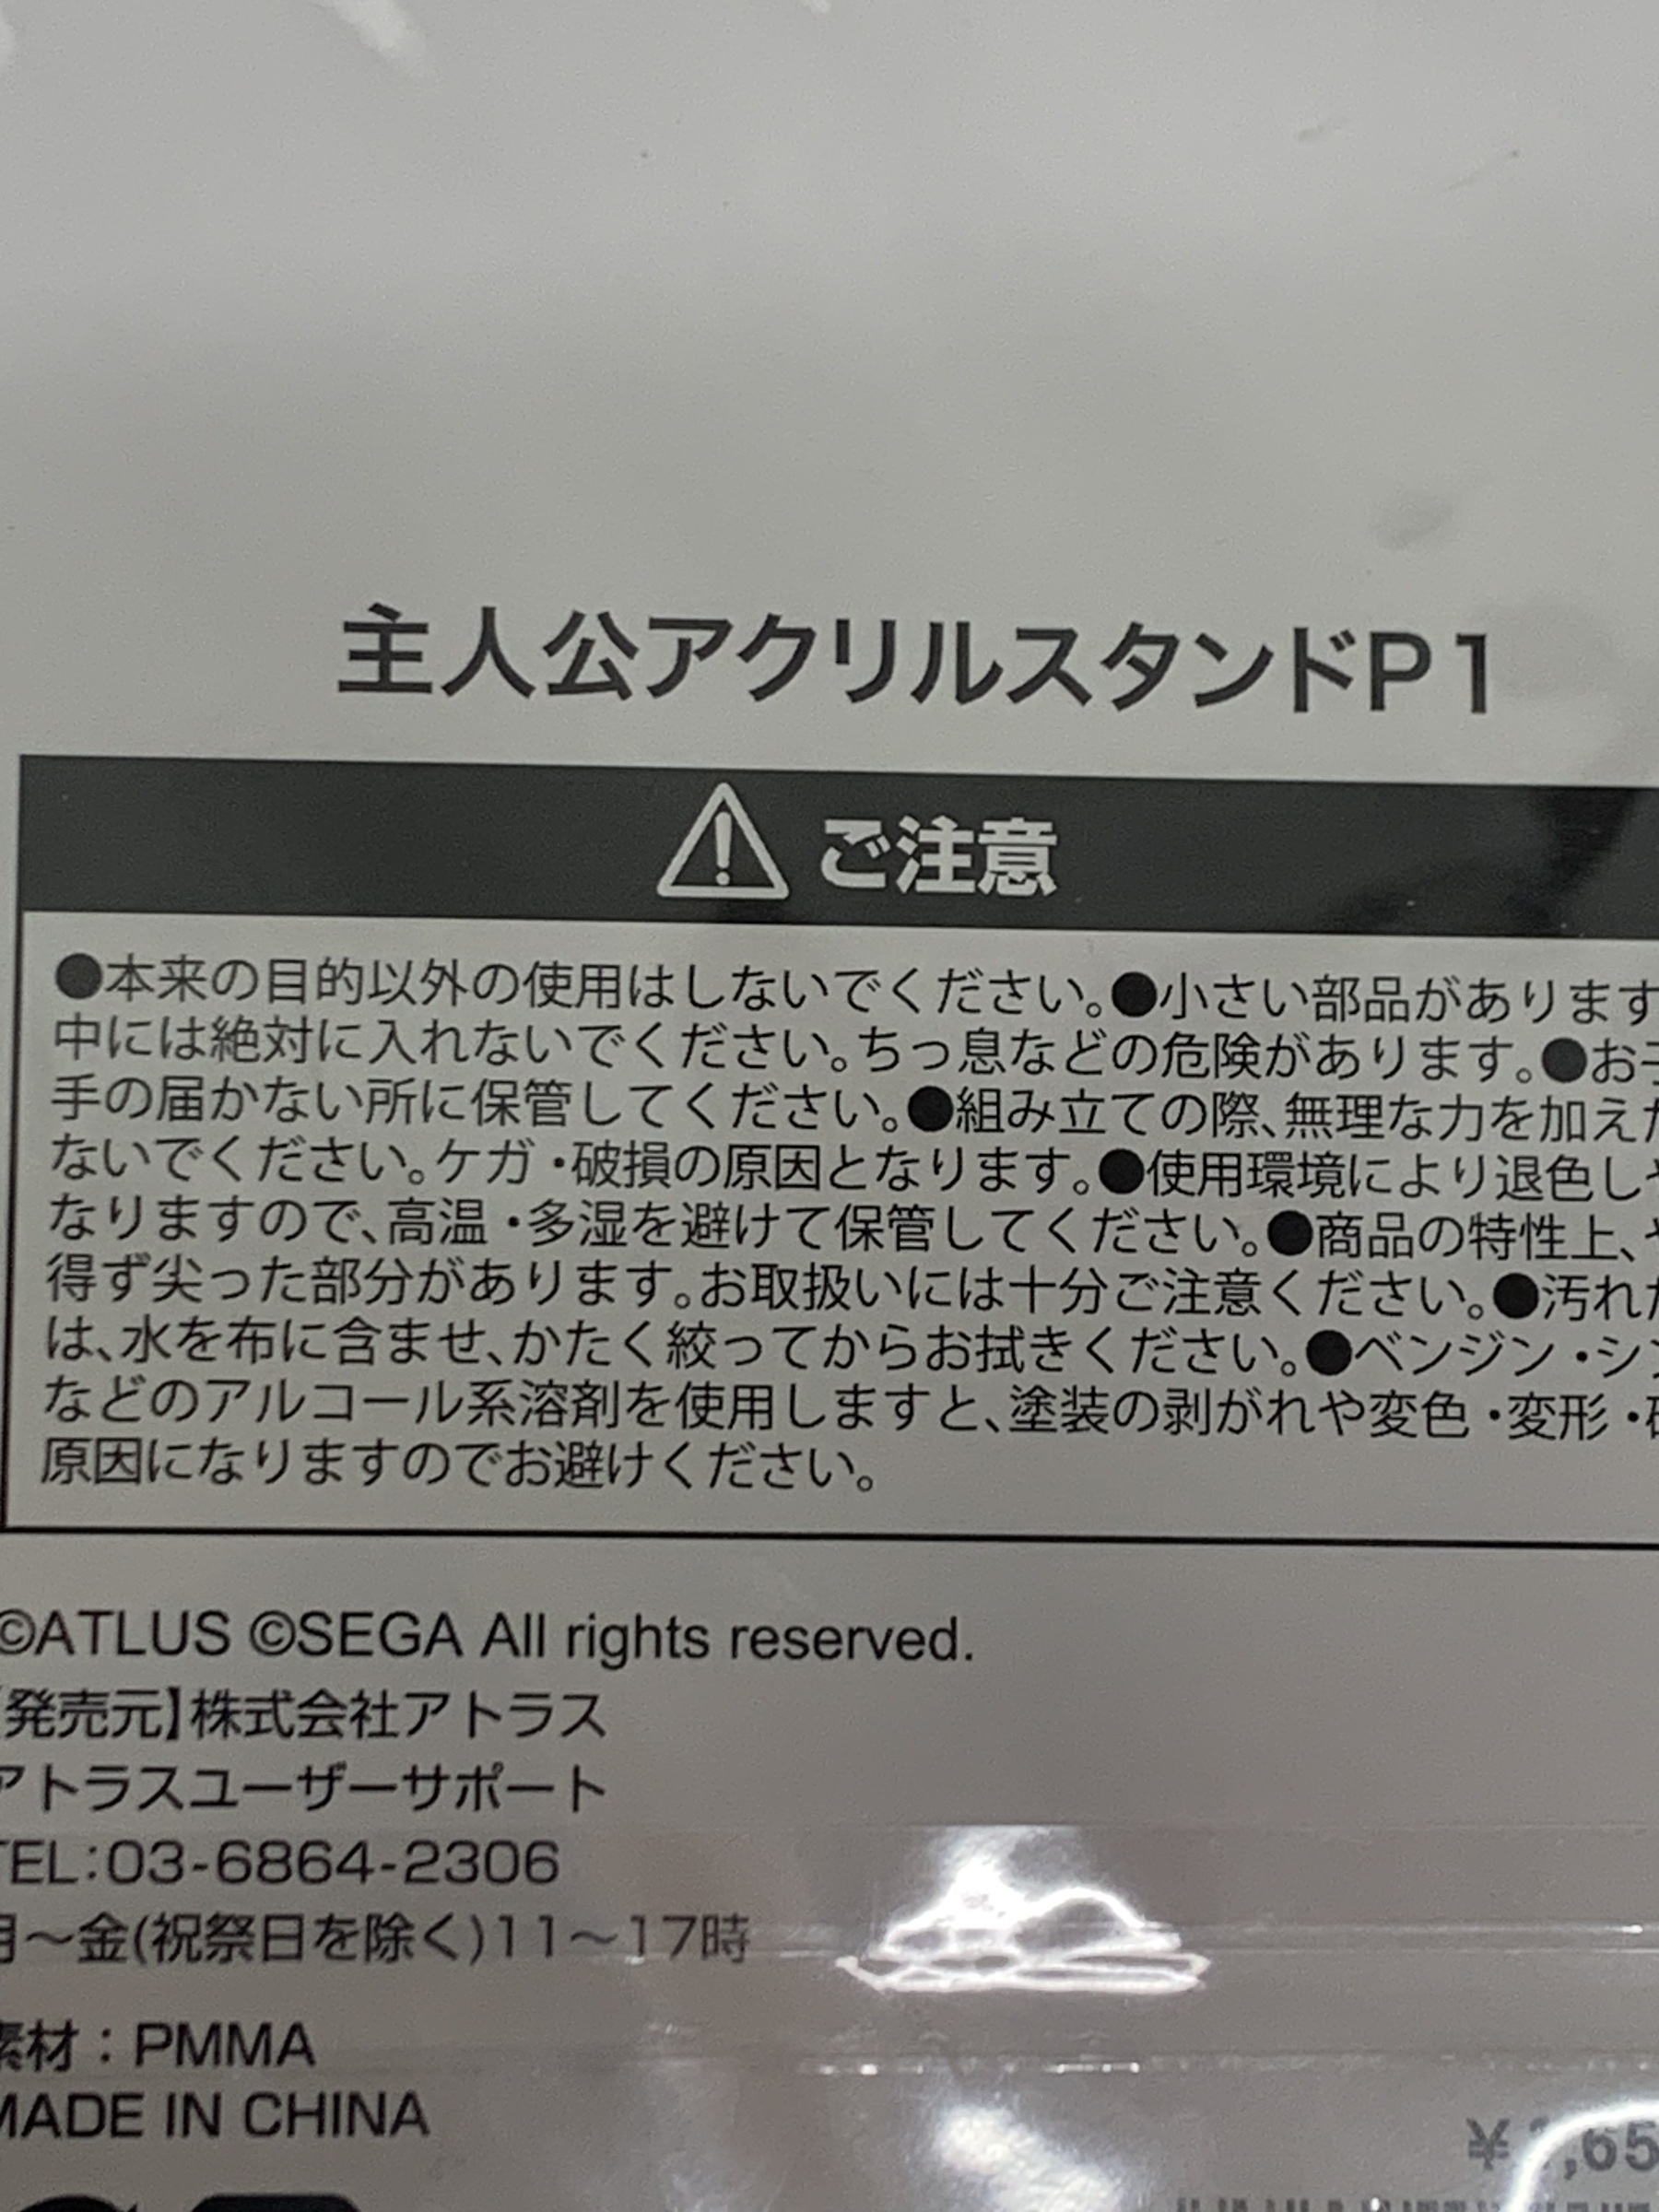 主人公アクリルスタンドP1
ご注意
●本来の目的以外の使用はしないでください。●小さい部品があります
中には絶対に入れないでください。ちっ息などの危険があります。●お子
手の届かない所に保管してください。●組み立ての際、無理な力を加えた
ないでください。ケガ・破損の原因となります。●使用環境により退色しや
なりますので、高温・多湿を避けて保管してください。●商品の特性上、や
得ず尖った部分があります。お取扱いには十分ご注意ください。●汚れた
は、水を布に含ませ、かたく絞ってからお拭きください。●ベンジン・シン
などのアルコール系溶剤を使用しますと、塗装の剥がれや変色・変形・破
原因になりますのでお避けください。
©ATLUS ©SEGA All rights reserved.
【発売元】株式会社アトラス
アトラスユーザーサポート
TEL:03-6864-2306
月～金(祝祭日を除く)11～17時
素材：PMMA
MADE IN CHINA